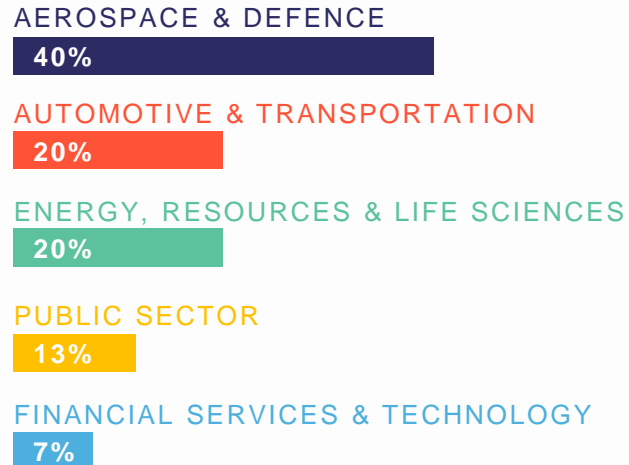 AEROSPACE & DEFENCE
40%
AUTOMOTIVE & TRANSPORTATION
20%
ENERGY, RESOURCES & LIFE SCIENCES
20%
PUBLIC SECTOR
13%
FINANCIAL SERVICES & TECHNOLOGY
7%